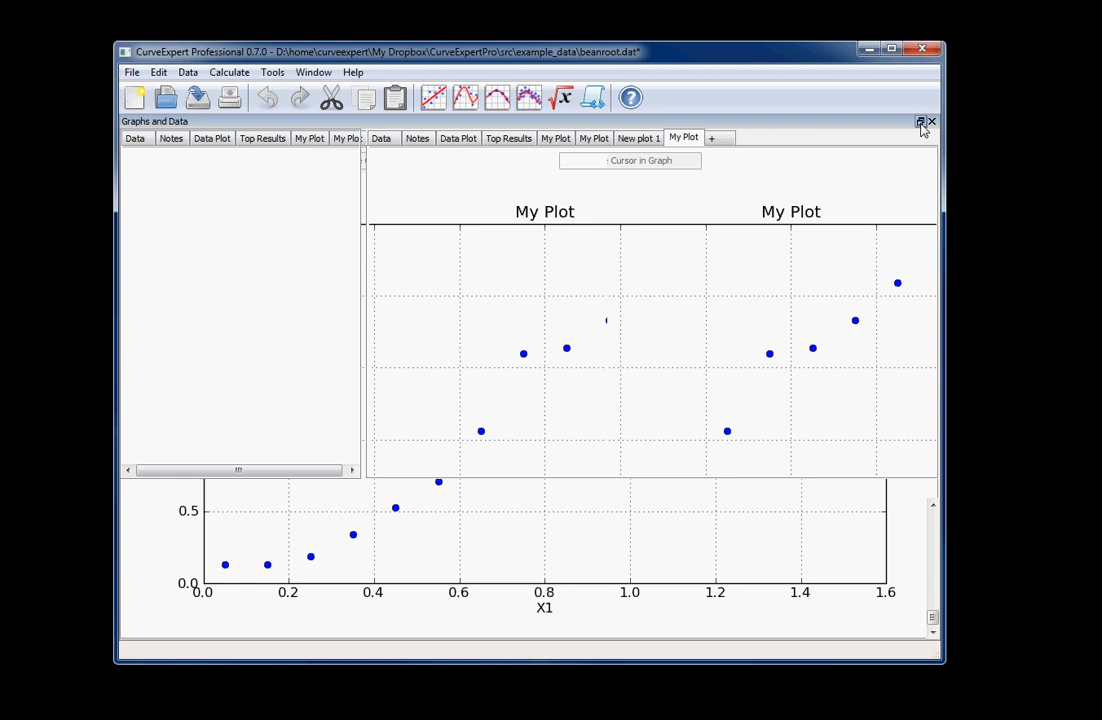 CurveExpert Professional 0.7.0 - D:\home\curveexpert\My Dropbox\CurveExpertPro\src\example_data\beanroot.dat*
File Edit Data Calculate Tools Window Help
Graphs and Data
Data Notes Data Plot Top Results My Plot My Plo Data Notes Data Plot Top Results My Plot My Plot New plot 1 My Plot +
: Cursor in Graph
My Plot My Plot
0.5
0.0
0.0 0.2 0.4 0.6 0.8 1.0 1.2 1.4 1.6
X1